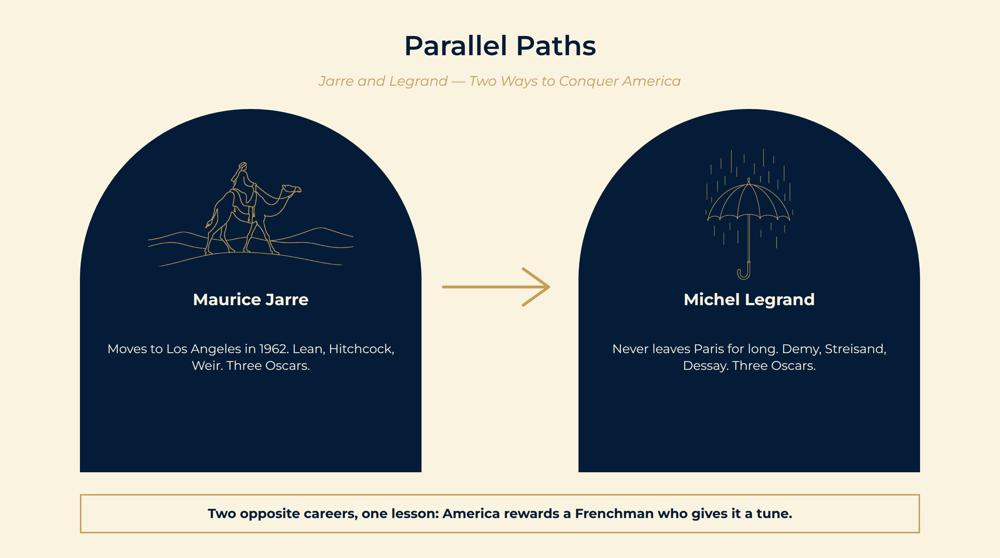 Parallel Paths
Jarre and Legrand — Two Ways to Conquer America
Maurice Jarre
Moves to Los Angeles in 1962. Lean, Hitchcock,
Weir. Three Oscars.
Michel Legrand
Never leaves Paris for long. Demy, Streisand,
Dessay. Three Oscars.
Two opposite careers, one lesson: America rewards a Frenchman who gives it a tune.